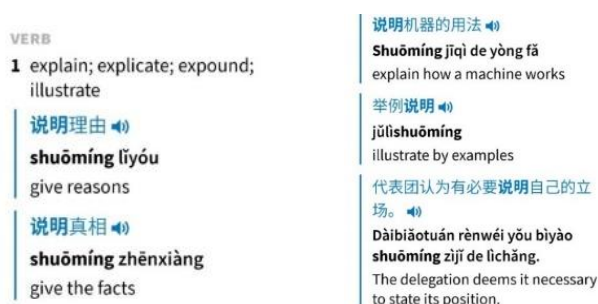 VERB
1 explain; explicate; expound;
illustrate
说明理由
shuōmíng lǐyóu
give reasons
说明真相
shuōmíng zhēnxiàng
give the facts
说明机器的用法
Shuōmíng jīqì de yòng fǎ
explain how a machine works
举例说明
jǔlìshuōmíng
illustrate by examples
代表团认为有必要说明自己的立
场。
Dàibiǎotuán rènwéi yǒu bìyào
shuōmíng zìjǐ de lìchǎng.
The delegation deems it necessary
to state its position.